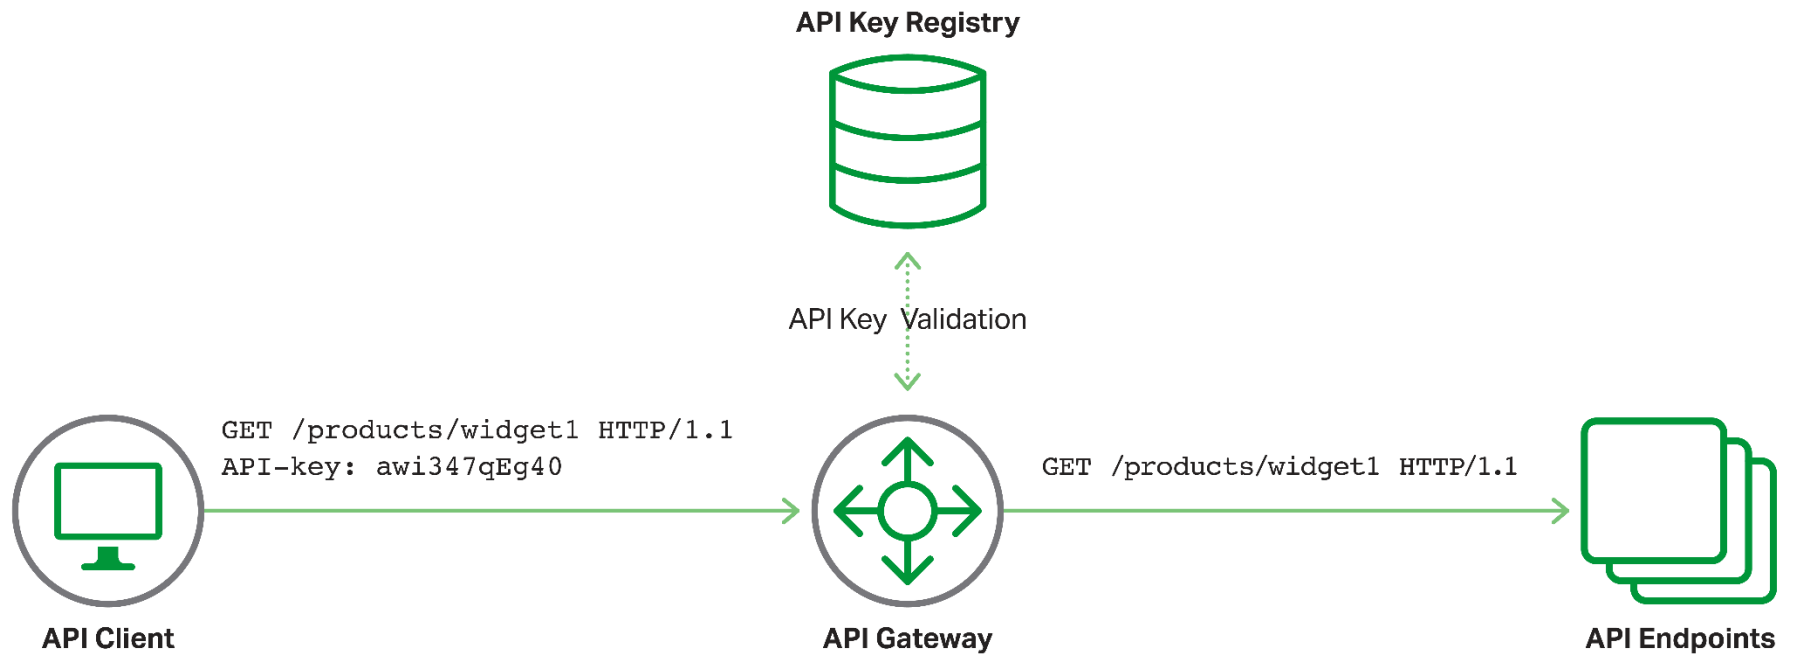 API Key Registry
API Key Validation
GET /products/widget1 HTTP/1.1
API-key: awi347qEg40
GET /products/widget1 HTTP/1.1
API Client
API Gateway
API Endpoints